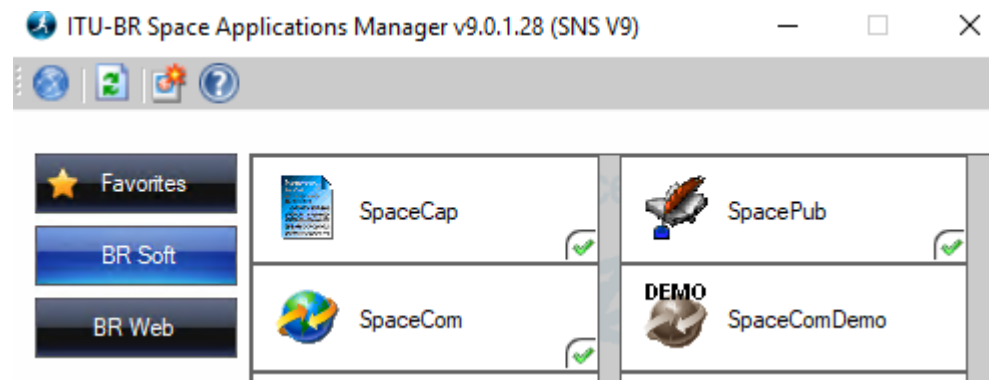 ITU-BR Space Applications Manager v9.0.1.28 (SNS V9)
Favorites
SpaceCap
SpacePub
BR Soft
DEMO
SpaceCom
SpaceComDemo
BR Web